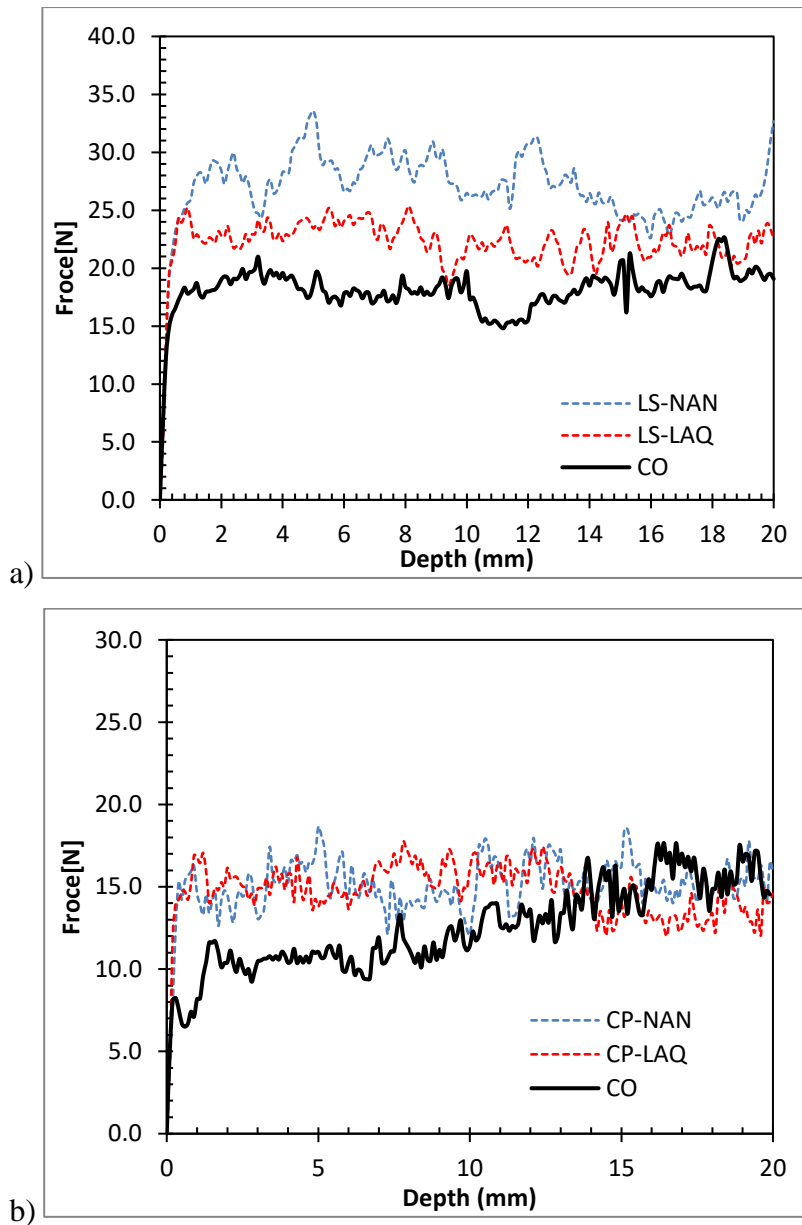 40.0
35.0
30.0
25.0
20.0
15.0
10.0
5.0
0.0
Froce[N]
LS-NAN
LS-LAQ
CO
0 2 4 6 8 10 12 14 16 18 20
Depth (mm)
a)
30.0
25.0
20.0
15.0
10.0
5.0
0.0
Froce[N]
CP-NAN
CP-LAQ
CO
0 5 10 15 20
Depth (mm)
b)